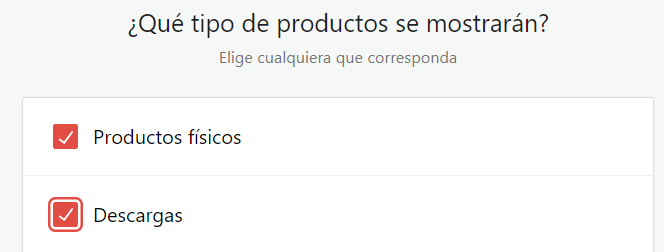 ¿Qué tipo de productos se mostrarán?
Elige cualquiera que corresponda
Productos físicos
Descargas